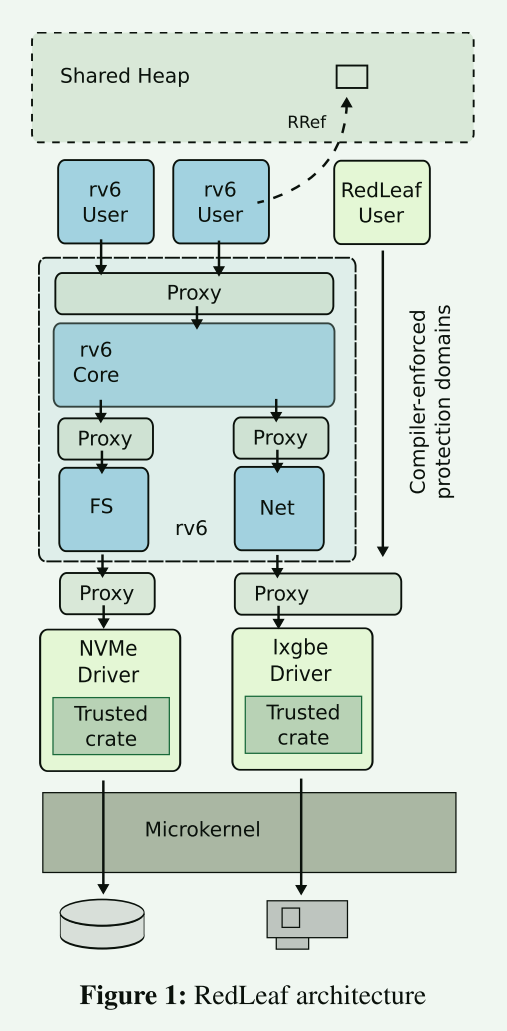 Shared Heap
RRef
rv6
User
rv6
User
RedLeaf
User
Proxy
rv6
Core
Compiler-enforced
protection domains
Proxy
Proxy
FS
Net
rv6
Proxy
Proxy
NVMe
Driver
Ixgbe
Driver
Trusted
crate
Trusted
crate
Microkernel
Figure 1: RedLeaf architecture